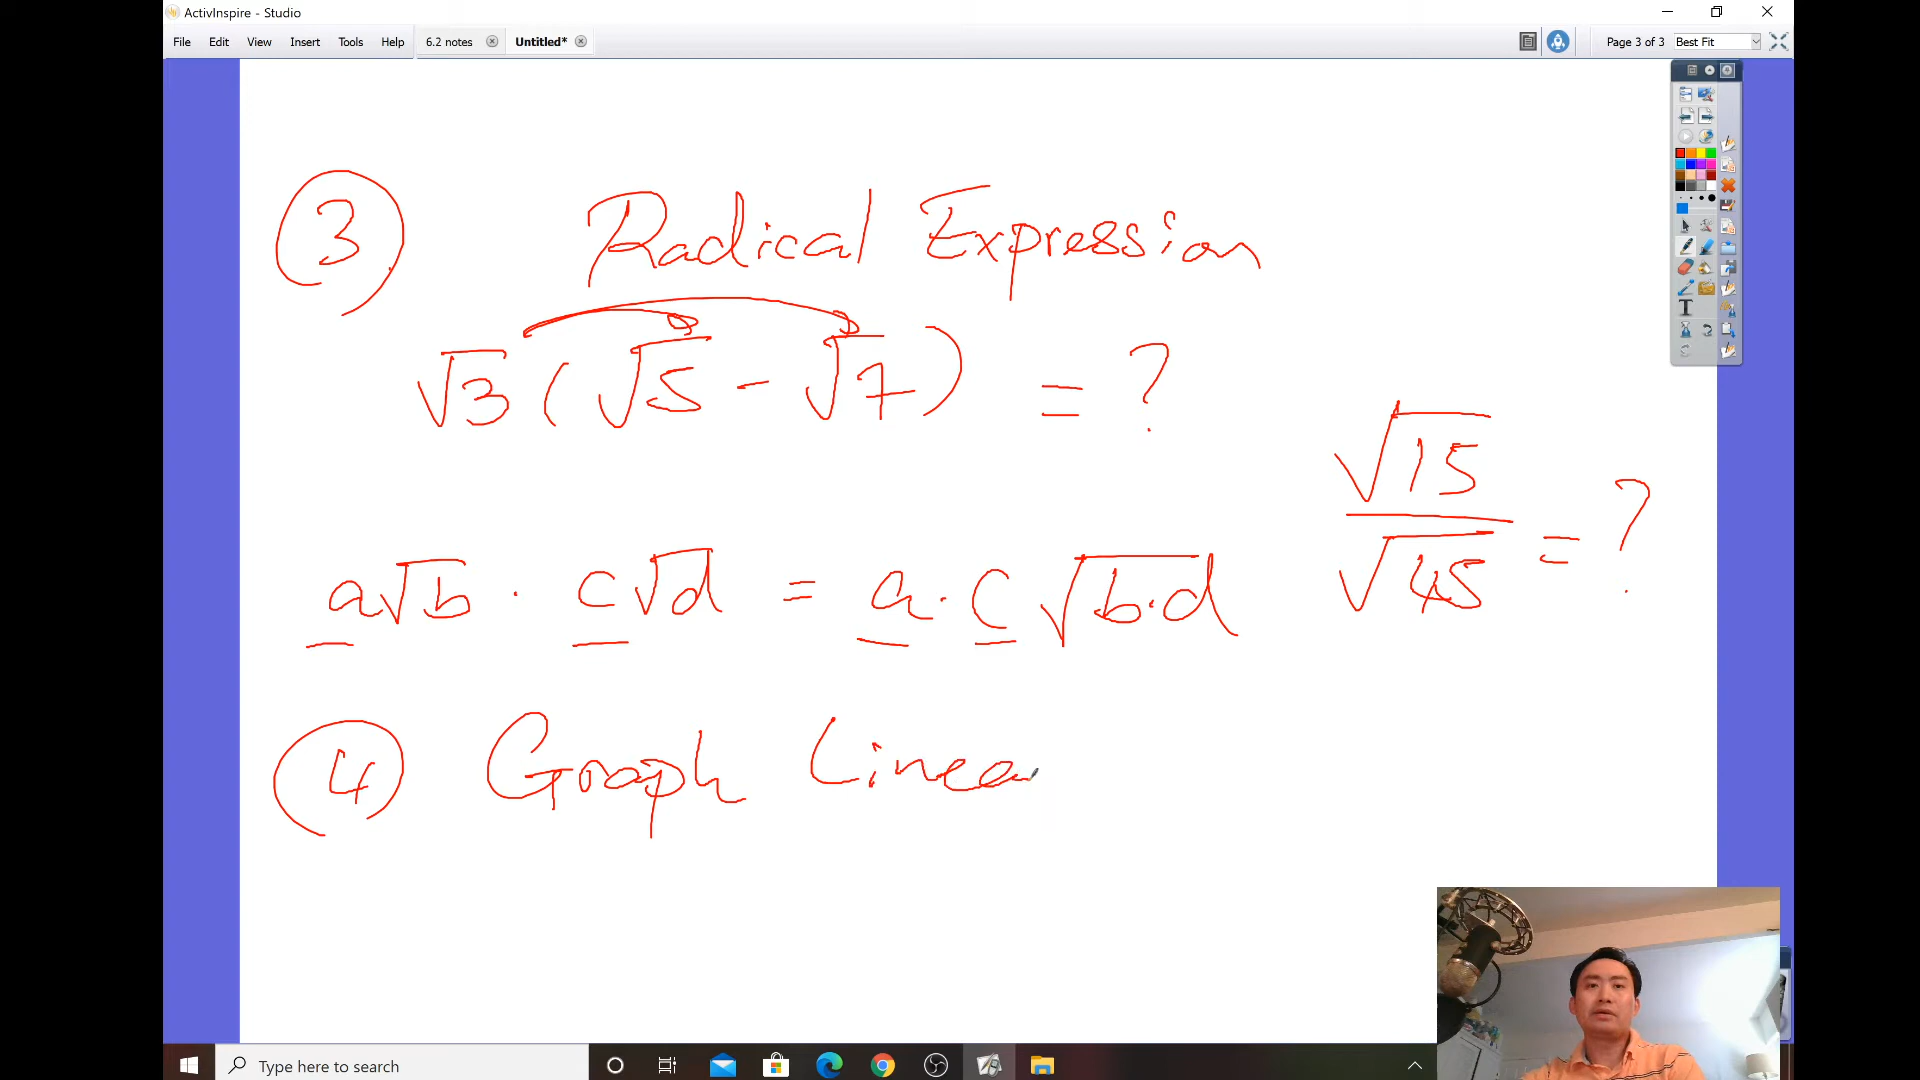 ActivInspire - Studio
File Edit View Insert Tools Help 6.2 notes Untitled* Page 3 of 3 Best Fit
③ Radical Expression
√3 (√5 - √7) = ?
√15 / √45 = ?
a√b · c√d = a · c √b·d
④ Graph Linea
Type here to search